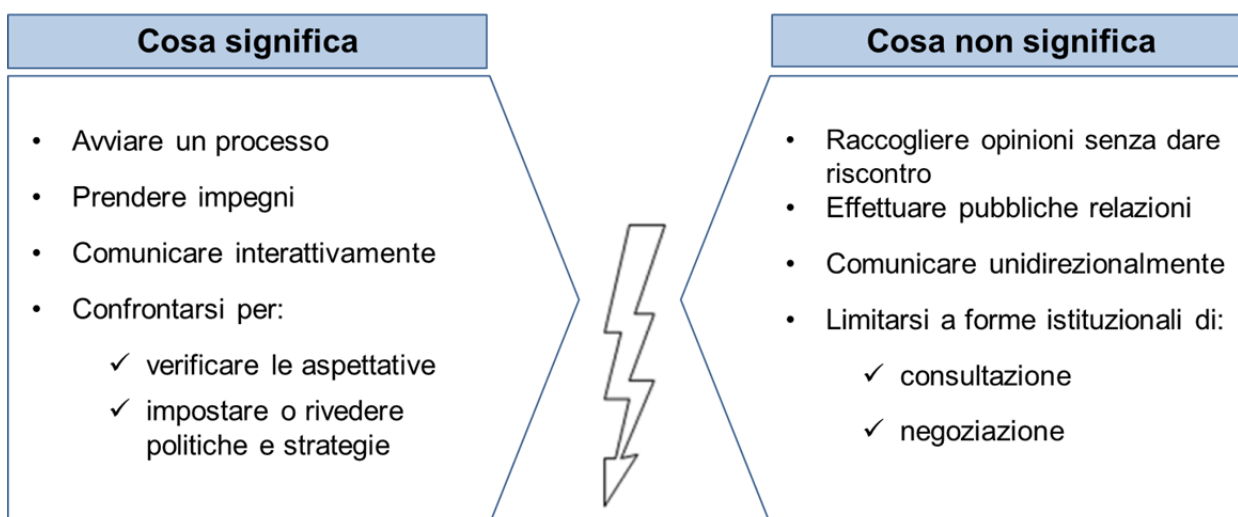 Cosa significa
• Avviare un processo
• Prendere impegni
• Comunicare interattivamente
• Confrontarsi per:
✓ verificare le aspettative
✓ impostare o rivedere
politiche e strategie
Cosa non significa
• Raccogliere opinioni senza dare
riscontro
• Effettuare pubbliche relazioni
• Comunicare unidirezionalmente
• Limitarsi a forme istituzionali di:
✓ consultazione
✓ negoziazione